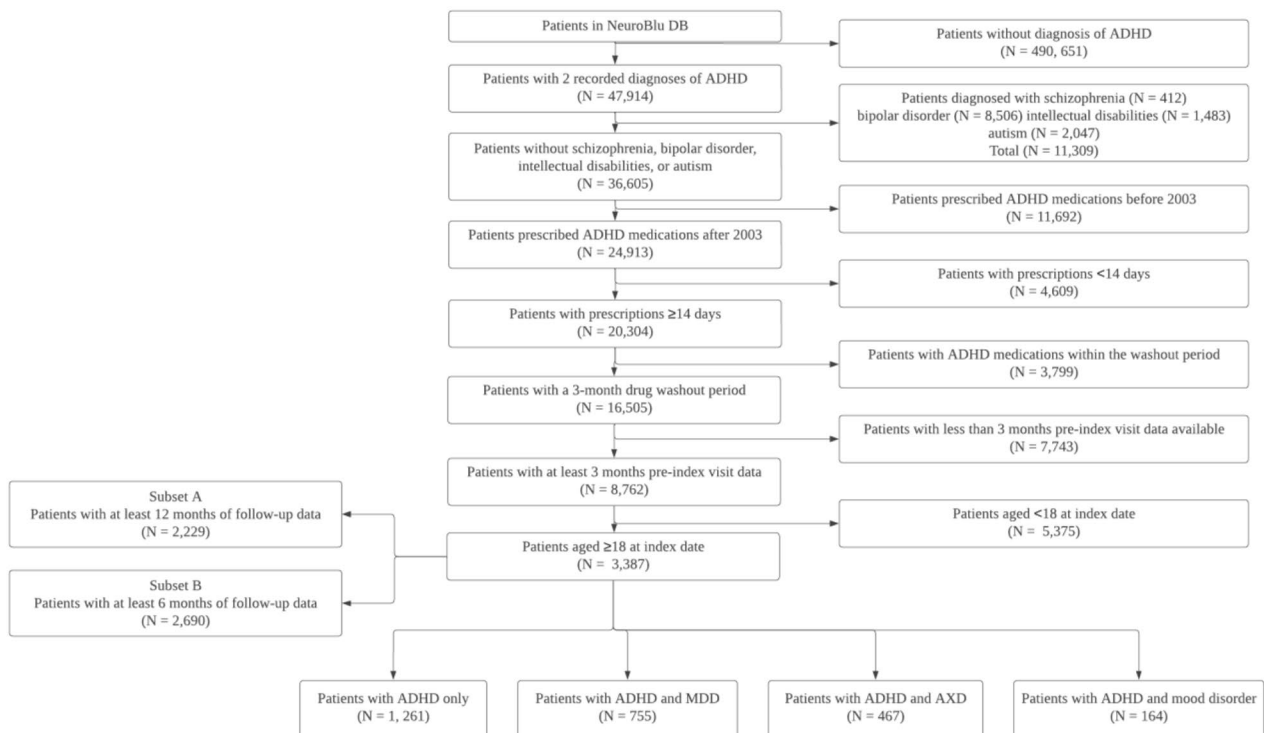 Patients in NeuroBlu DB
Patients without diagnosis of ADHD
(N = 490, 651)
Patients with 2 recorded diagnoses of ADHD
(N = 47,914)
Patients diagnosed with schizophrenia (N = 412)
bipolar disorder (N = 8,506) intellectual disabilities (N = 1,483)
autism (N = 2,047)
Total (N = 11,309)
Patients without schizophrenia, bipolar disorder,
intellectual disabilities, or autism
(N = 36,605)
Patients prescribed ADHD medications before 2003
(N = 11,692)
Patients prescribed ADHD medications after 2003
(N = 24,913)
Patients with prescriptions <14 days
(N = 4,609)
Patients with prescriptions ≥14 days
(N = 20,304)
Patients with ADHD medications within the washout period
(N = 3,799)
Patients with a 3-month drug washout period
(N = 16,505)
Patients with less than 3 months pre-index visit data available
(N = 7,743)
Patients with at least 3 months pre-index visit data
(N = 8,762)
Subset A
Patients with at least 12 months of follow-up data
(N = 2,229)
Patients aged <18 at index date
(N = 5,375)
Patients aged ≥18 at index date
(N = 3,387)
Subset B
Patients with at least 6 months of follow-up data
(N = 2,690)
Patients with ADHD only
(N = 1, 261)
Patients with ADHD and MDD
(N = 755)
Patients with ADHD and AXD
(N = 467)
Patients with ADHD and mood disorder
(N = 164)